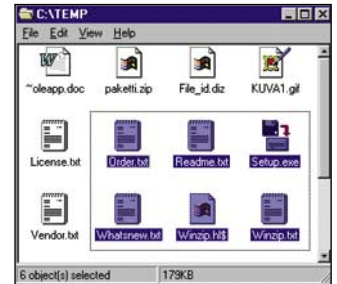 C:\TEMP
File Edit View Help
~oleapp.doc paketti.zip File_id.diz KUVA1.gif
License.txt Order.txt Readme.txt Setup.exe
Vendor.txt Whatsnew.txt Winzip.hl$ Winzip.txt
6 object(s) selected 179KB